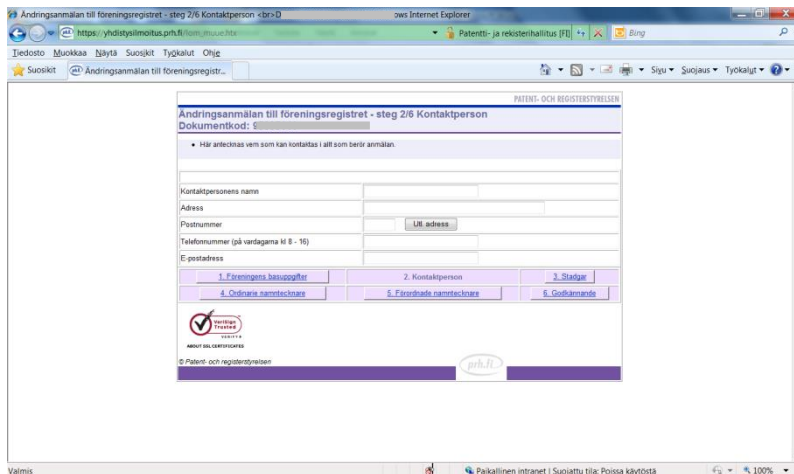 Ändringsanmälan till föreningsregistret - steg 2/6 Kontaktperson <br>D ows Internet Explorer
https://yhdistysilmoitus.prh.fi/lom_muue.htx Patentti- ja rekisterihallitus [FI] Bing
Tiedosto Muokkaa Näytä Suosikit Työkalut Ohje
Suosikit Ändringsanmälan till föreningsregistr... Sivu Suojaus Työkalut
PATENT- OCH REGISTERSTYRELSEN
Ändringsanmälan till föreningsregistret - steg 2/6 Kontaktperson
Dokumentkod: 9
• Här antecknas vem som kan kontaktas i allt som berör anmälan.
Kontaktpersonens namn
Adress
Postnummer Utl. adress
Telefonnummer (på vardagarna kl 8 - 16)
E-postadress
1. Föreningens basuppgifter 2. Kontaktperson 3. Stadgar
4. Ordinarie namntecknare 5. Förordnade namntecknare 6. Godkännande
VeriSign
Trusted
VERIFY
ABOUT SSL CERTIFICATES
© Patent- och registerstyrelsen
prh.fi
Valmis Paikallinen intranet | Suojattu tila: Poissa käytöstä 100%